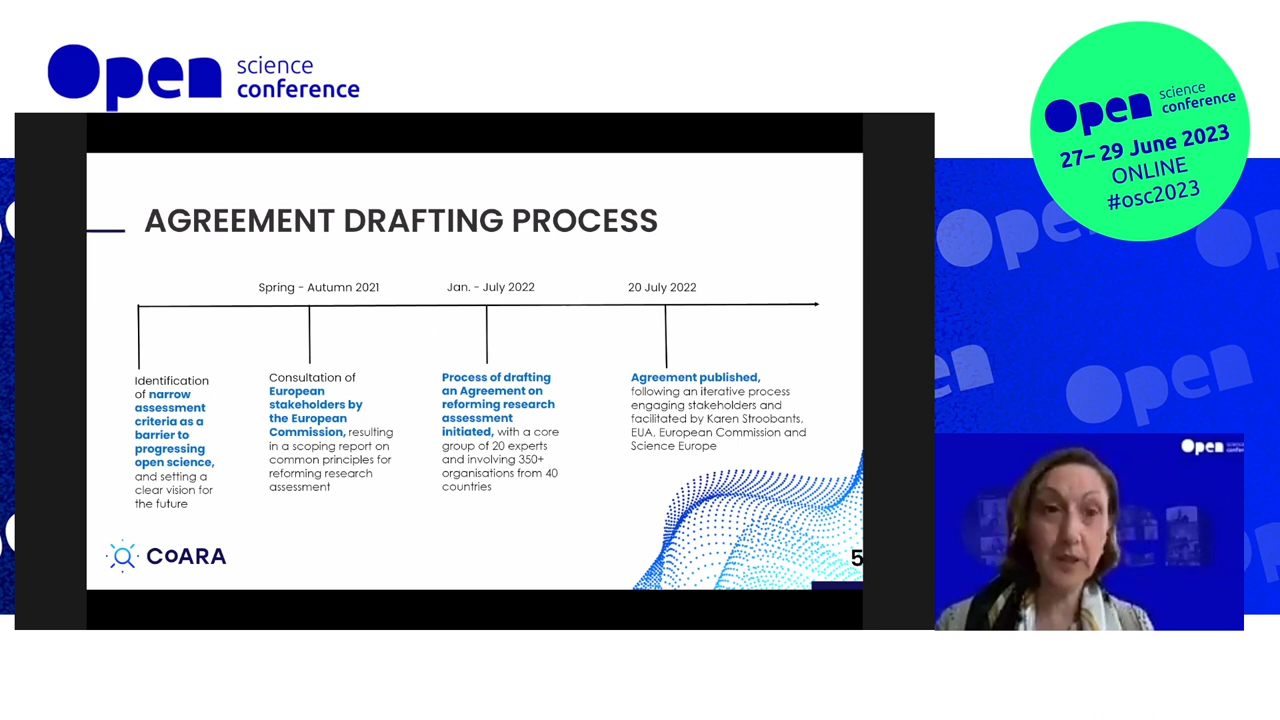 Open science
conference
Open science
conference
27– 29 June 2023
ONLINE
#osc2023
AGREEMENT DRAFTING PROCESS
Spring - Autumn 2021
Jan. - July 2022
20 July 2022
Identification
of narrow
assessment
criteria as a
barrier to
progressing
open science,
and setting a
clear vision for
the future
Consultation of
European
stakeholders by
the European
Commission, resulting
in a scoping report on
common principles for
reforming research
assessment
Process of drafting
an Agreement on
reforming research
assessment
initiated, with a core
group of 20 experts
and involving 350+
organisations from 40
countries
Agreement published,
following an iterative process
engaging stakeholders and
facilitated by Karen Stroobants,
EUA, European Commission and
Science Europe
CoARA
5
Open
Open
Open science